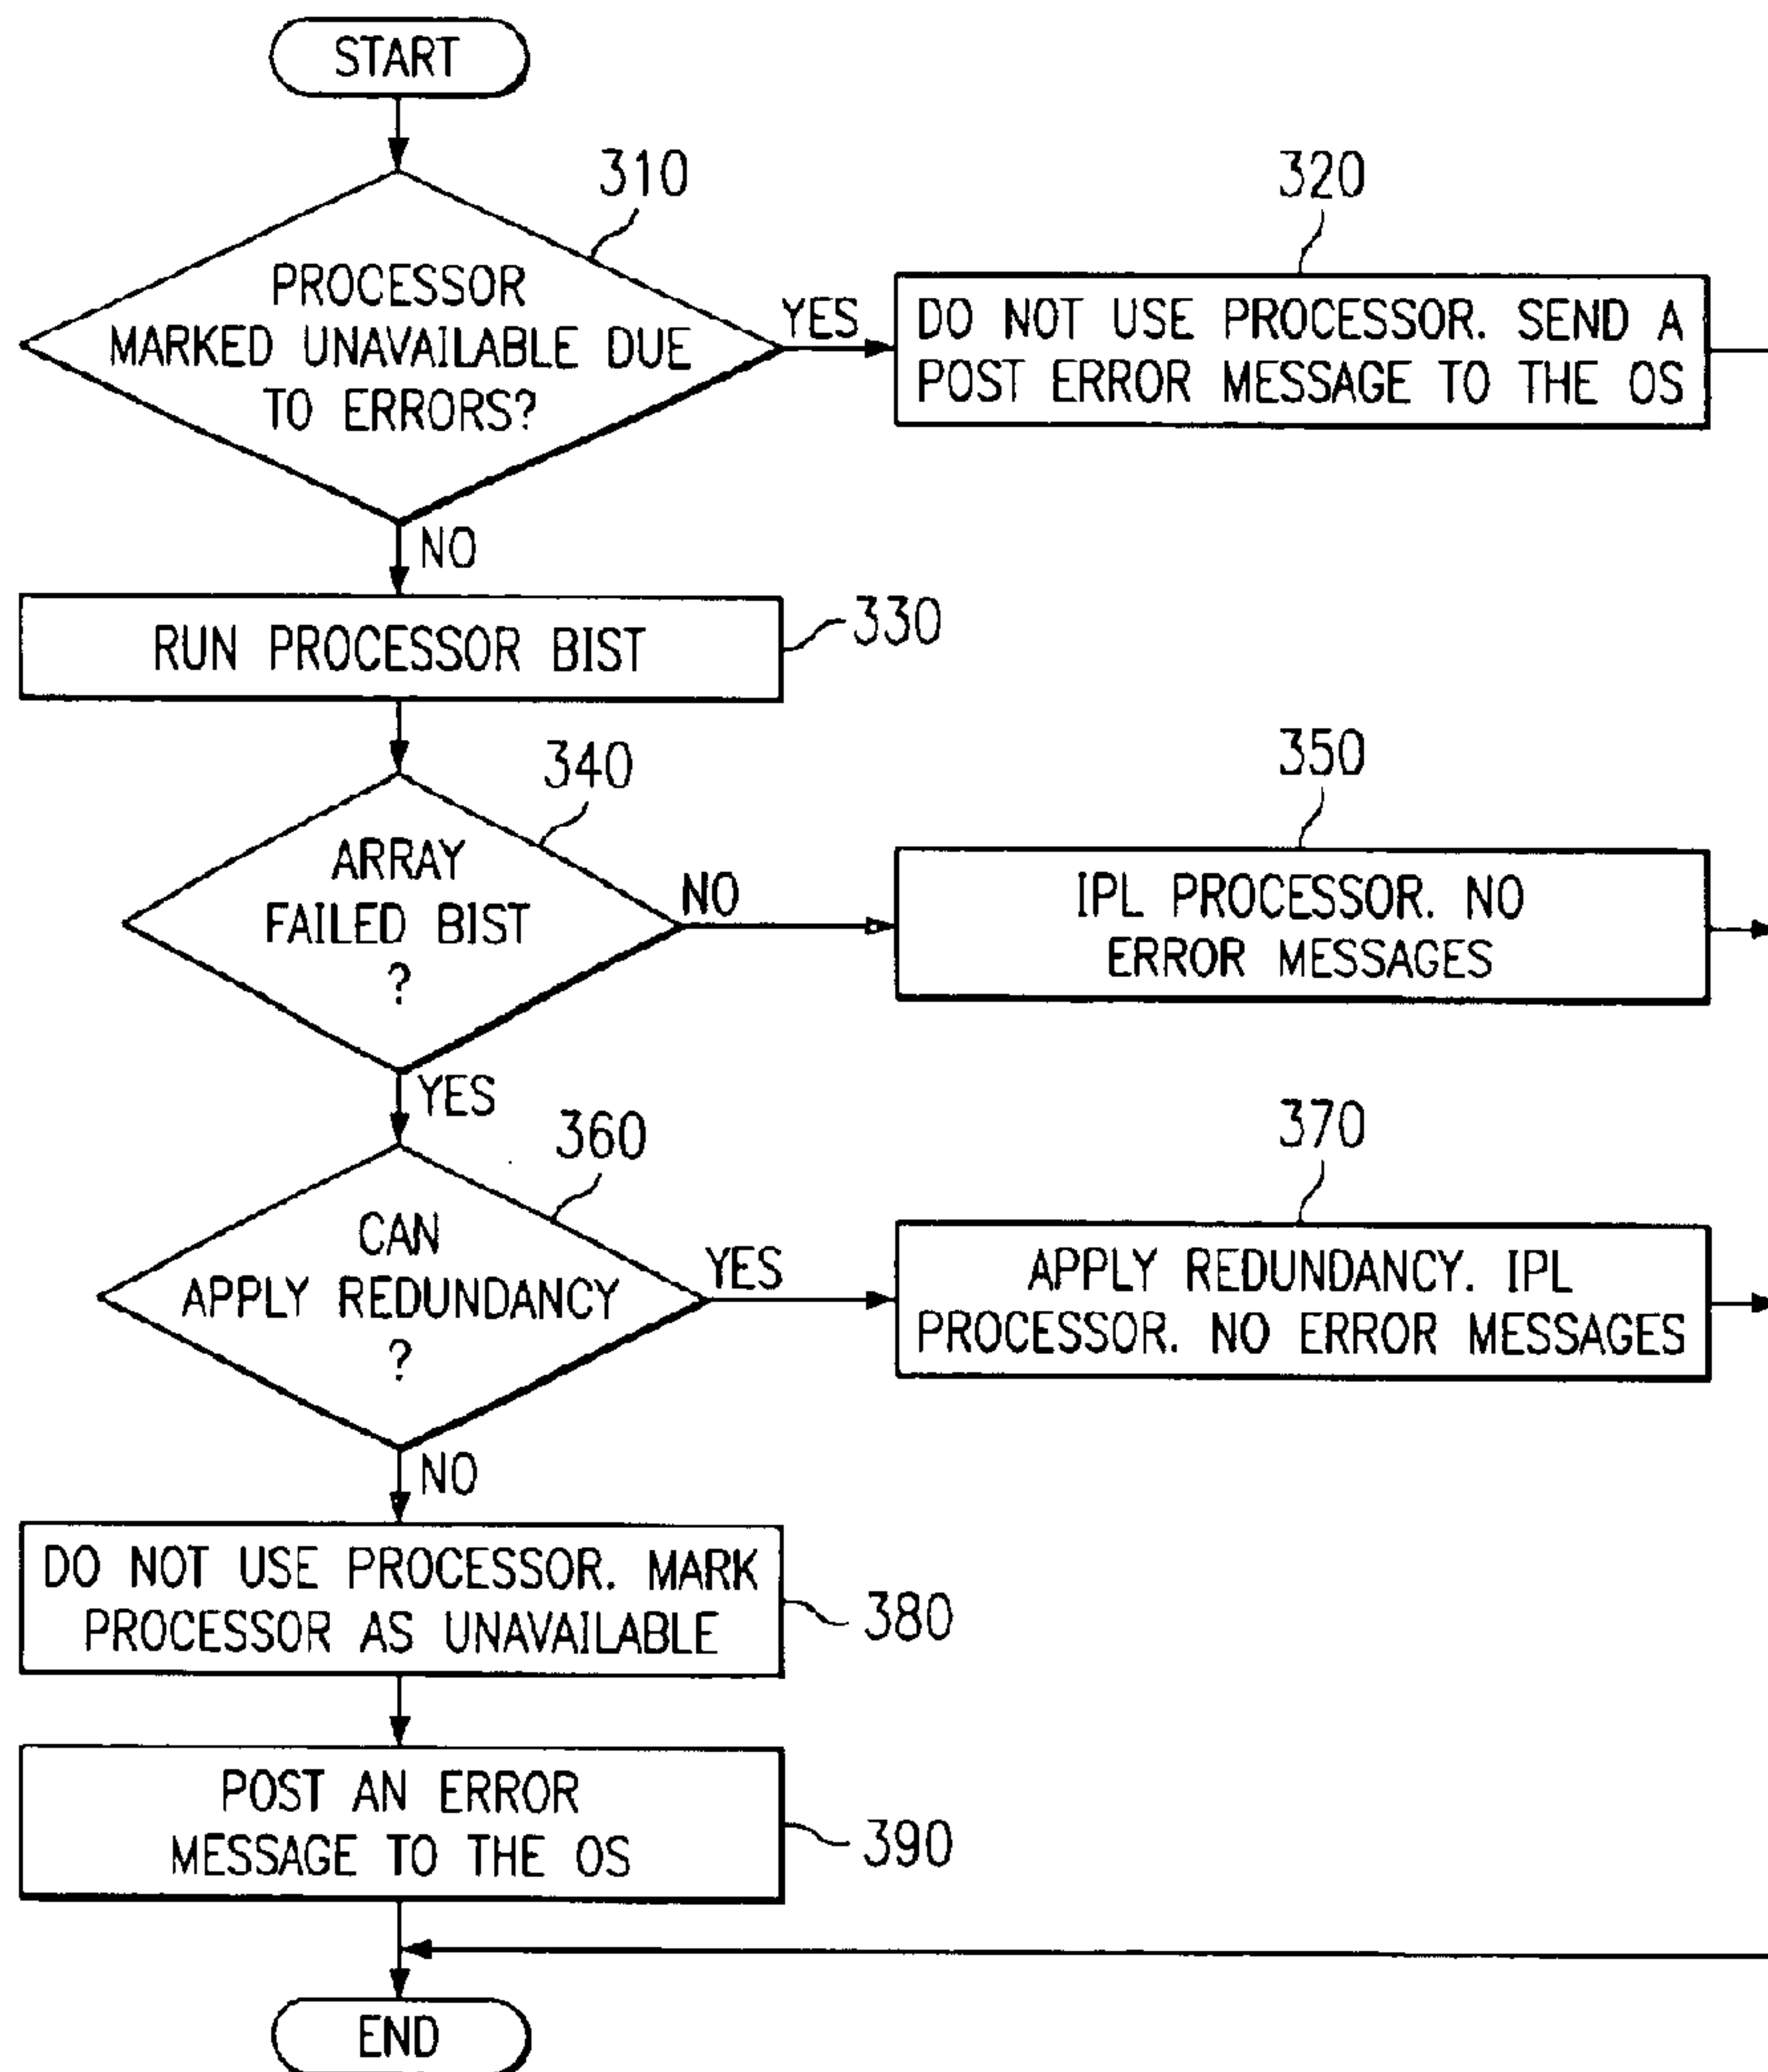 START
310
PROCESSOR
MARKED UNAVAILABLE DUE
TO ERRORS?
YES
320
DO NOT USE PROCESSOR. SEND A
POST ERROR MESSAGE TO THE OS
NO
RUN PROCESSOR BIST
330
340
ARRAY
FAILED BIST
?
NO
350
IPL PROCESSOR. NO
ERROR MESSAGES
YES
360
CAN
APPLY REDUNDANCY
?
YES
370
APPLY REDUNDANCY. IPL
PROCESSOR. NO ERROR MESSAGES
NO
DO NOT USE PROCESSOR. MARK
PROCESSOR AS UNAVAILABLE
380
POST AN ERROR
MESSAGE TO THE OS
390
END